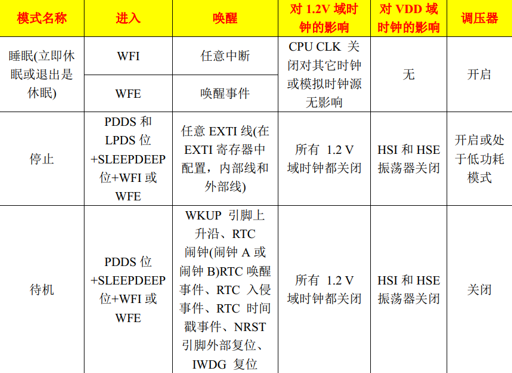 模式名称 进入 唤醒 对 1.2V 域时钟的影响 对 VDD 域时钟的影响 调压器
睡眠(立即休眠或退出是休眠)
WFI
任意中断
WFE
唤醒事件
CPU CLK 关闭对其它时钟或模拟时钟源无影响
无
开启
停止
PDDS 和
LPDS 位
+SLEEPDEEP
位+WFI 或
WFE
任意 EXTI 线(在
EXTI 寄存器中
配置，内部线和
外部线)
所有 1.2 V
域时钟都关闭
HSI 和 HSE
振荡器关闭
开启或处
于低功耗
模式
待机
PDDS 位
+SLEEPDEEP
位+WFI 或
WFE
WKUP 引脚上
升沿、RTC
闹钟(闹钟 A 或
闹钟 B)RTC 唤醒
事件、RTC 入侵
事件、RTC 时间
戳事件、NRST
引脚外部复位、
IWDG 复位
所有 1.2 V
域时钟都关闭
HSI 和 HSE
振荡器关闭
关闭